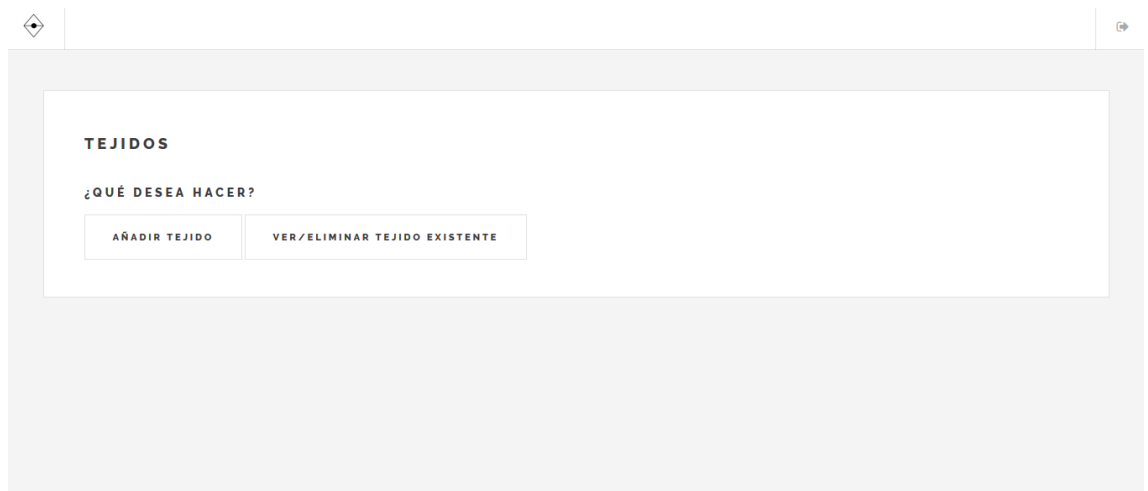 TEJIDOS
¿QUÉ DESEA HACER?
AÑADIR TEJIDO VER/ELIMINAR TEJIDO EXISTENTE